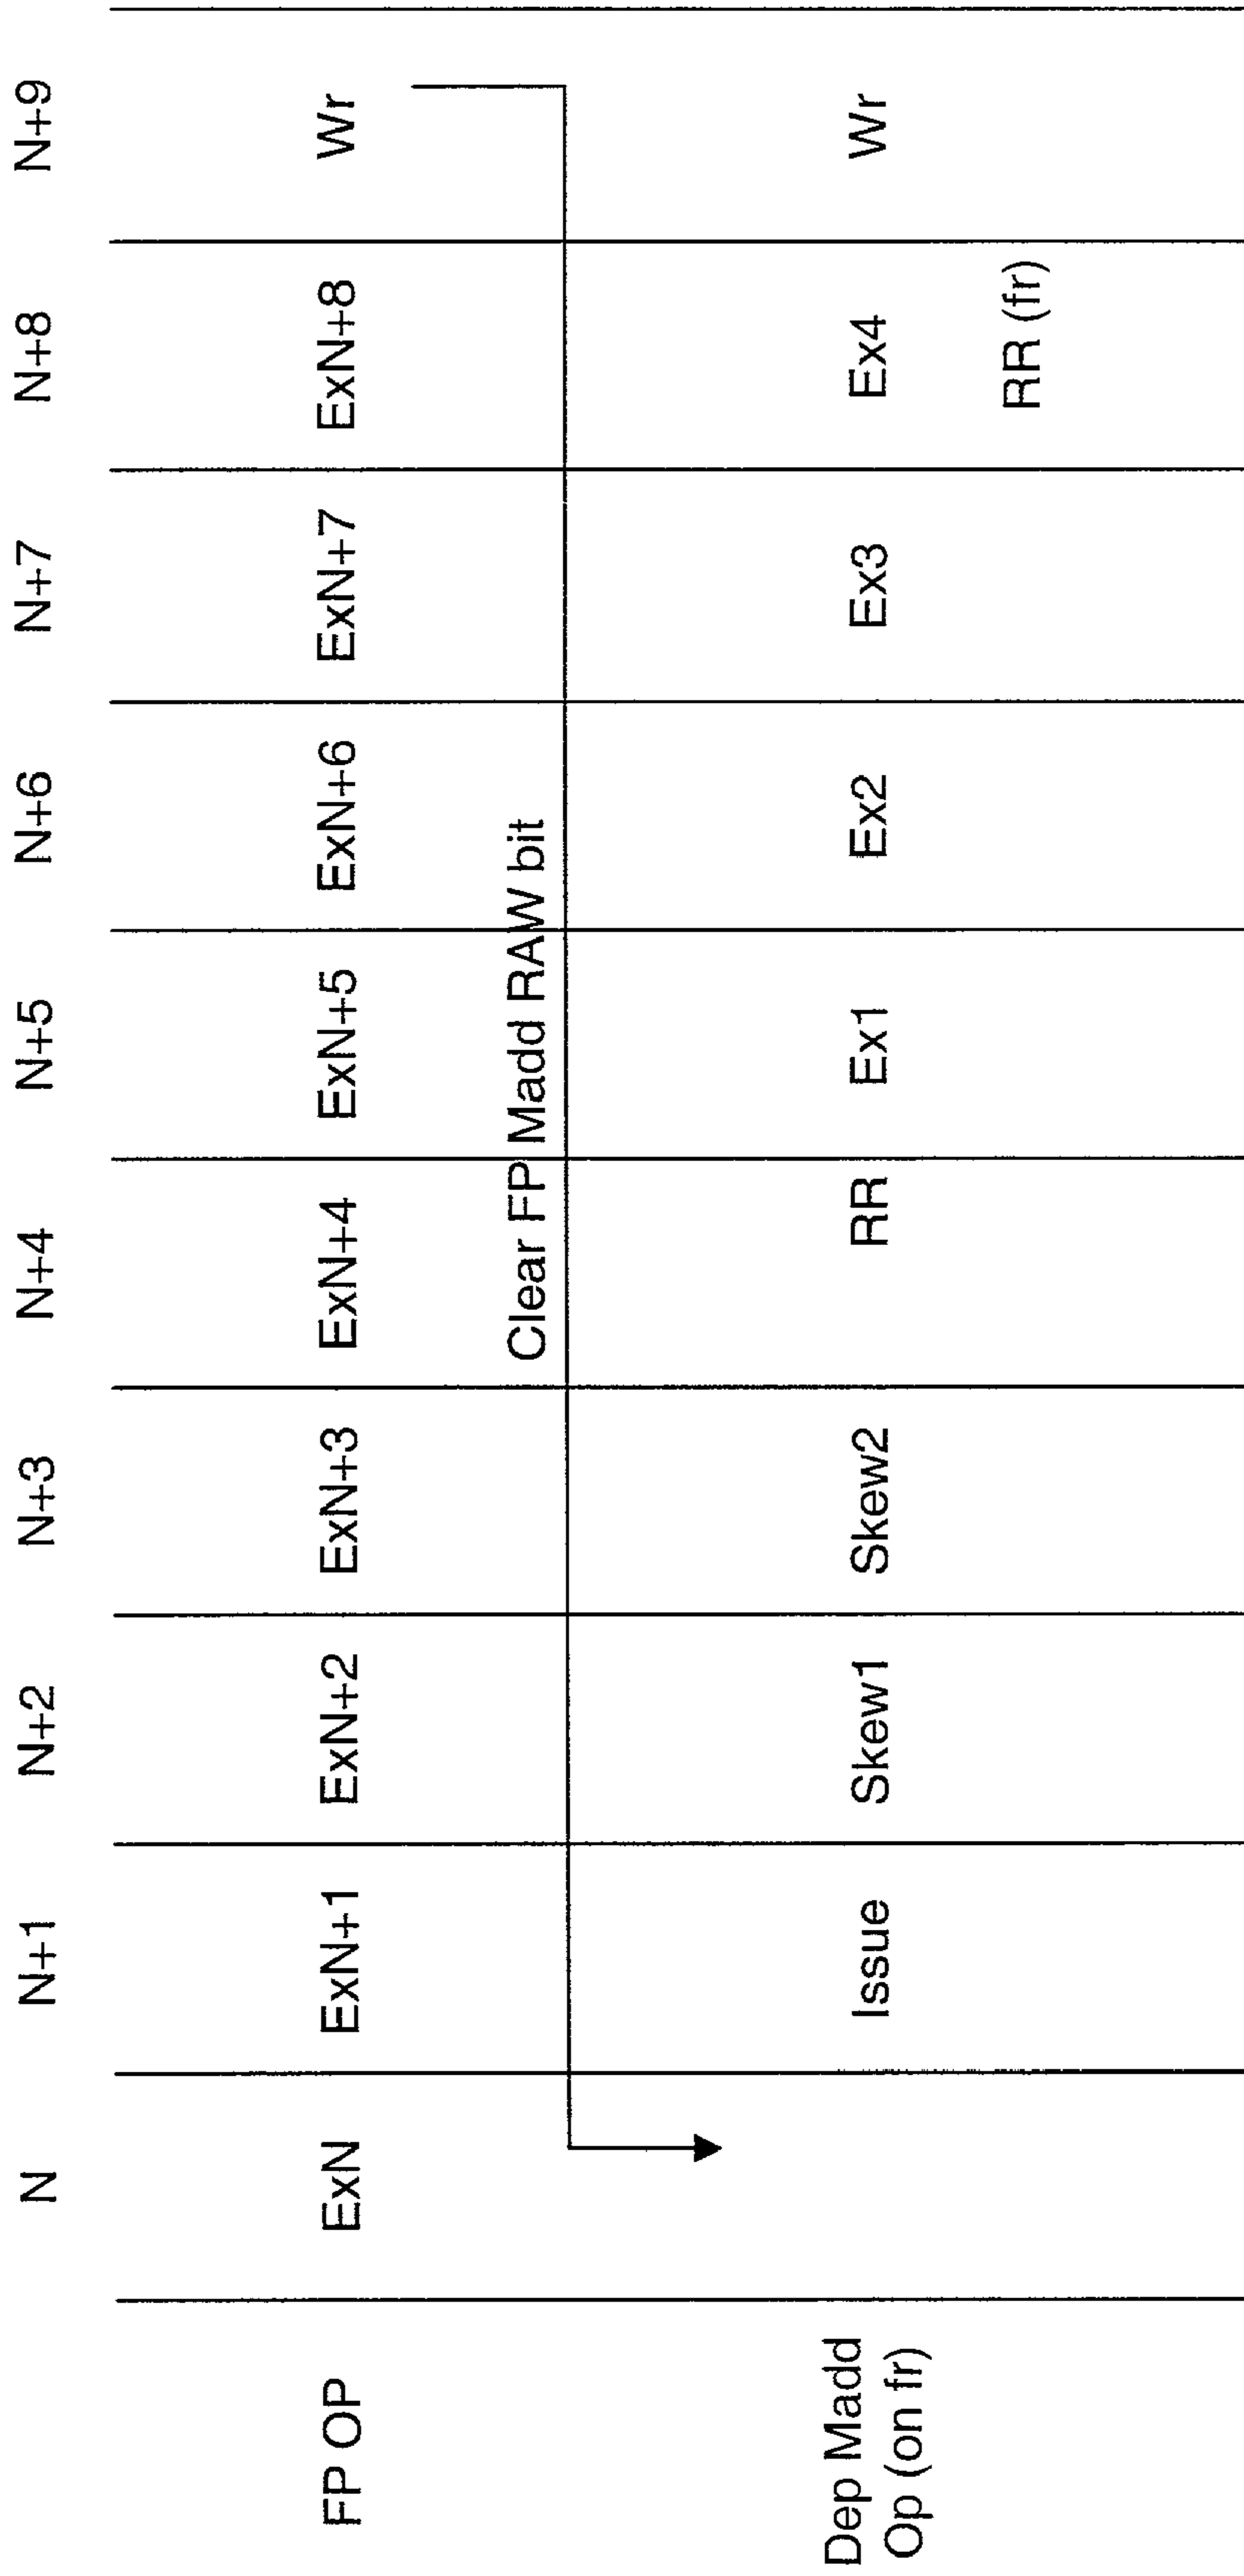 N N+1 N+2 N+3 N+4 N+5 N+6 N+7 N+8 N+9
FP OP ExN ExN+1 ExN+2 ExN+3 ExN+4 ExN+5 ExN+6 ExN+7 ExN+8 Wr
Clear FP Madd RAW bit
Dep Madd Issue Skew1 Skew2 RR Ex1 Ex2 Ex3 Ex4 Wr
Op (on fr)
RR (fr)